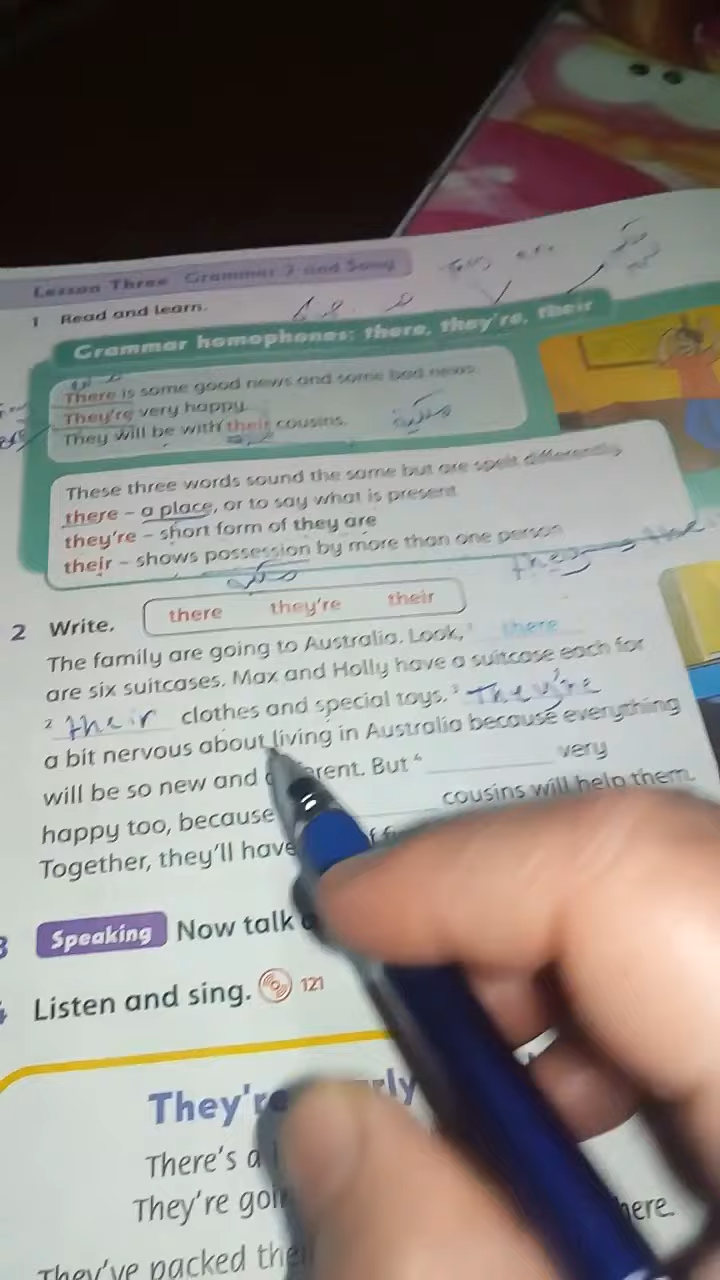 Lesson Three Grammar 2 and Song
1 Read and learn.
Grammar homophones: there, they're, their
There is some good news and some bad news.
They're very happy.
They will be with their cousins.
These three words sound the same but are spelt differently.
there – a place, or to say what is present
they're – short form of they are
their – shows possession by more than one person
2 Write.
there they're their
The family are going to Australia. Look, 1 there
are six suitcases. Max and Holly have a suitcase each for
2 their clothes and special toys. 3 They're
a bit nervous about living in Australia because everything
will be so new and But 4 very
happy too, because cousins will help them.
Together, they'll have
Speaking Now talk
Listen and sing. 121
They're
There's a
They're
They've packed